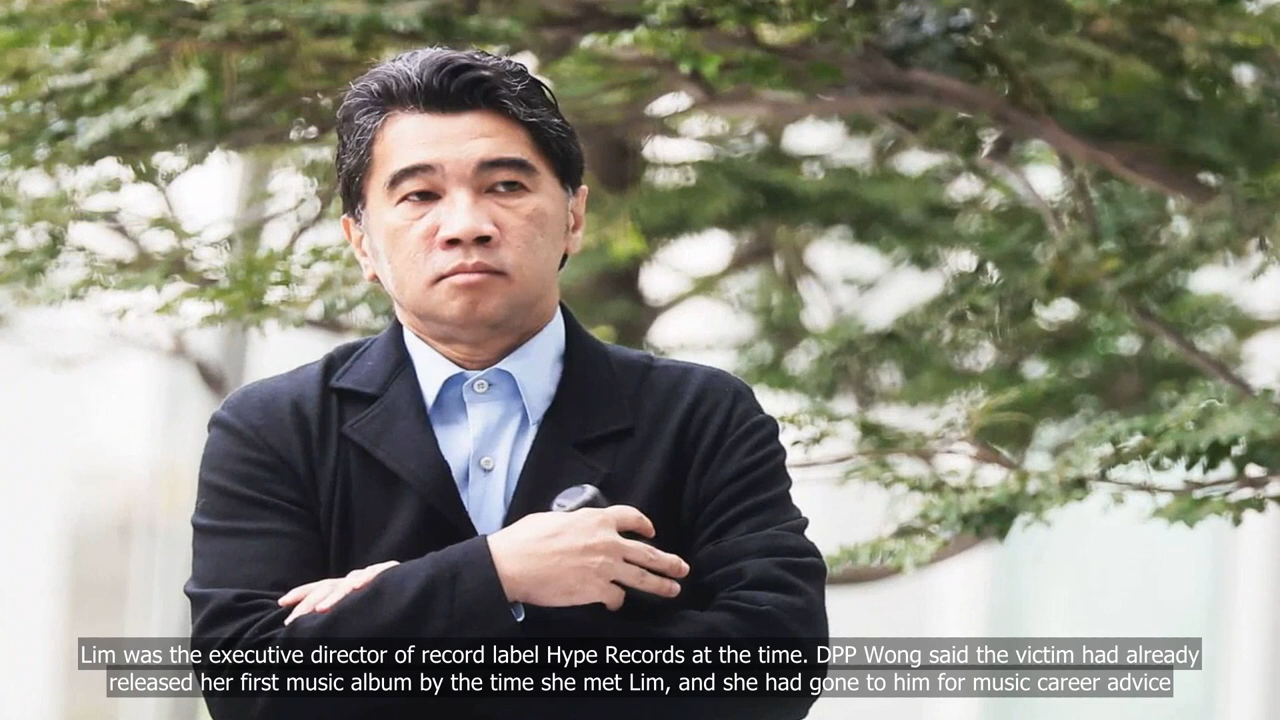 Lim was the executive director of record label Hype Records at the time. DPP Wong said the victim had already
released her first music album by the time she met Lim, and she had gone to him for music career advice